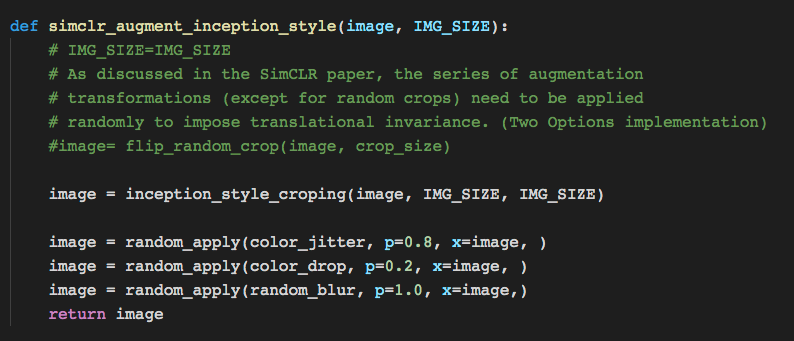 def simclr_augment_inception_style(image, IMG_SIZE):
# IMG_SIZE=IMG_SIZE
# As discussed in the SimCLR paper, the series of augmentation
# transformations (except for random crops) need to be applied
# randomly to impose translational invariance. (Two Options implementation)
#image= flip_random_crop(image, crop_size)
image = inception_style_croping(image, IMG_SIZE, IMG_SIZE)
image = random_apply(color_jitter, p=0.8, x=image, )
image = random_apply(color_drop, p=0.2, x=image, )
image = random_apply(random_blur, p=1.0, x=image,)
return image